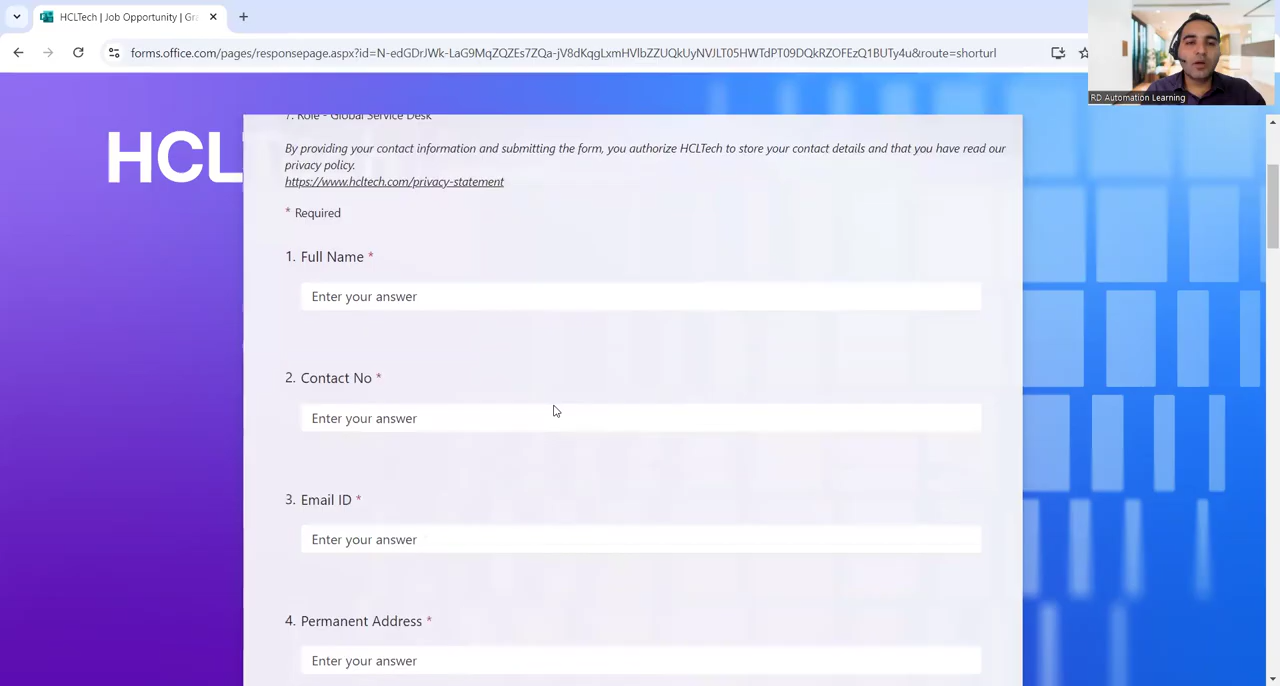 HCLTech | Job Opportunity | Gra
forms.office.com/pages/responsepage.aspx?id=N-edGDrJWk-LaG9MqZQZEs7ZQa-jV8dKqgLxmHVlbZZUQkUyNVJLT05HWTdPT09DQkRZOFEzQ1BUTy4u&route=shorturl
RD Automation Learning
HCL
7. Role - Global Service Desk
By providing your contact information and submitting the form, you authorize HCLTech to store your contact details and that you have read our
privacy policy.
https://www.hcltech.com/privacy-statement
* Required
1. Full Name *
Enter your answer
2. Contact No *
Enter your answer
3. Email ID *
Enter your answer
4. Permanent Address *
Enter your answer